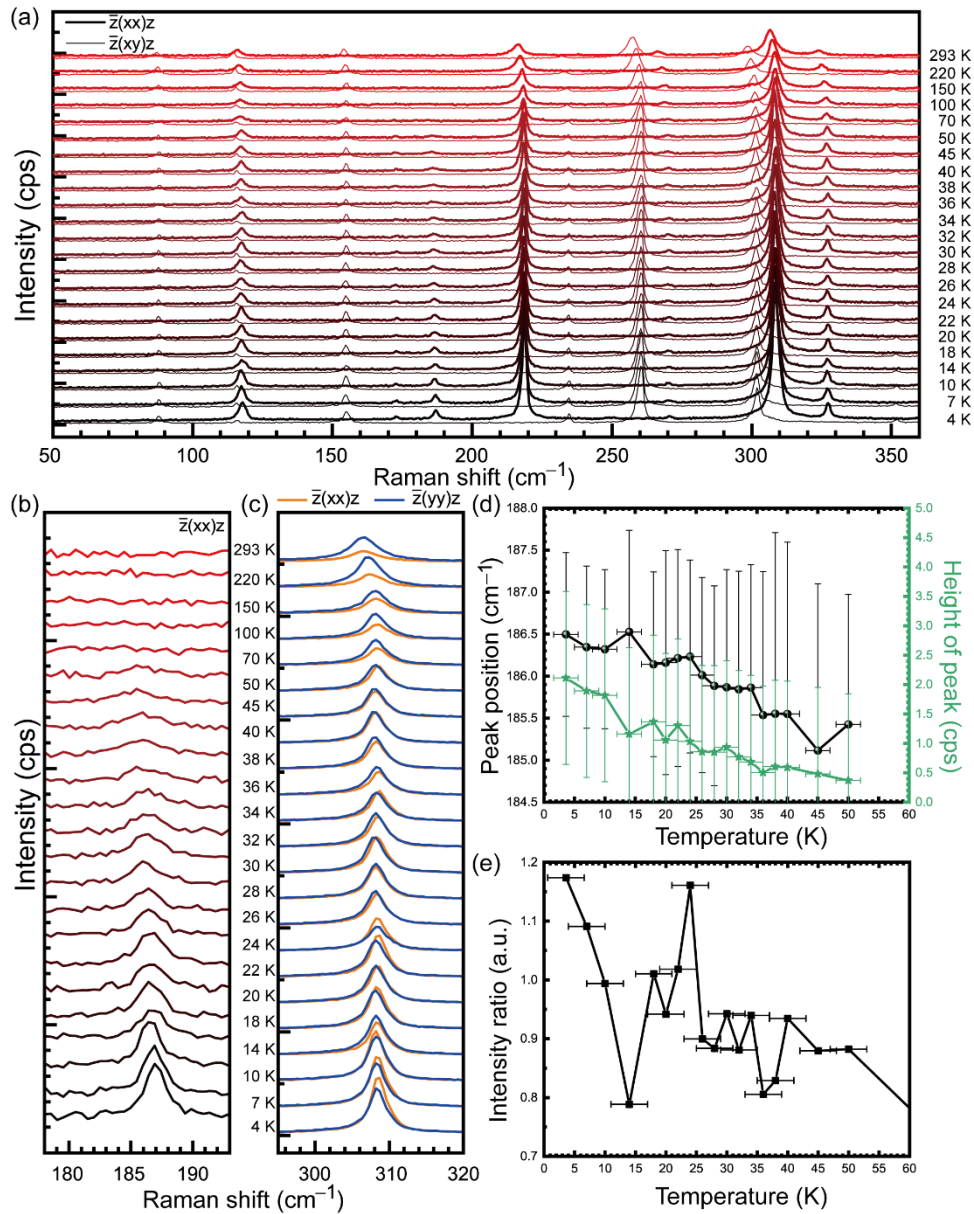 (a)
z̄(xx)z
z̄(xy)z
293 K
220 K
150 K
100 K
70 K
50 K
45 K
40 K
38 K
36 K
34 K
32 K
30 K
28 K
26 K
24 K
22 K
20 K
18 K
14 K
10 K
7 K
4 K
Intensity (cps)
50 100 150 200 250 300 350
Raman shift (cm⁻¹)
(b)
z̄(xx)z
Intensity (cps)
180 185 190
(c)
z̄(xx)z z̄(yy)z
293 K
220 K
150 K
100 K
70 K
50 K
45 K
40 K
38 K
36 K
34 K
32 K
30 K
28 K
26 K
24 K
22 K
20 K
18 K
14 K
10 K
7 K
4 K
300 310 320
Raman shift (cm⁻¹)
(d)
188.0
187.5
187.0
186.5
186.0
185.5
185.0
184.5
Peak position (cm⁻¹)
5.0
4.5
4.0
3.5
3.0
2.5
2.0
1.5
1.0
0.5
0.0
Height of peak (cps)
0 5 10 15 20 25 30 35 40 45 50 55 60
Temperature (K)
(e)
1.2
1.1
1.0
0.9
0.8
0.7
Intensity ratio (a.u.)
0 5 10 15 20 25 30 35 40 45 50 60
Temperature (K)